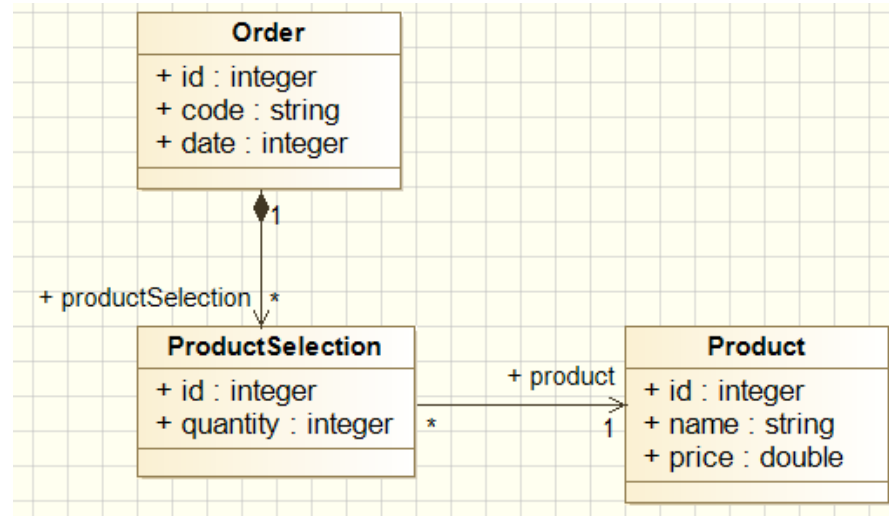 Order
+ id : integer
+ code : string
+ date : integer
1
+ productSelection *
ProductSelection
+ id : integer
+ quantity : integer
+ product
* 1
Product
+ id : integer
+ name : string
+ price : double